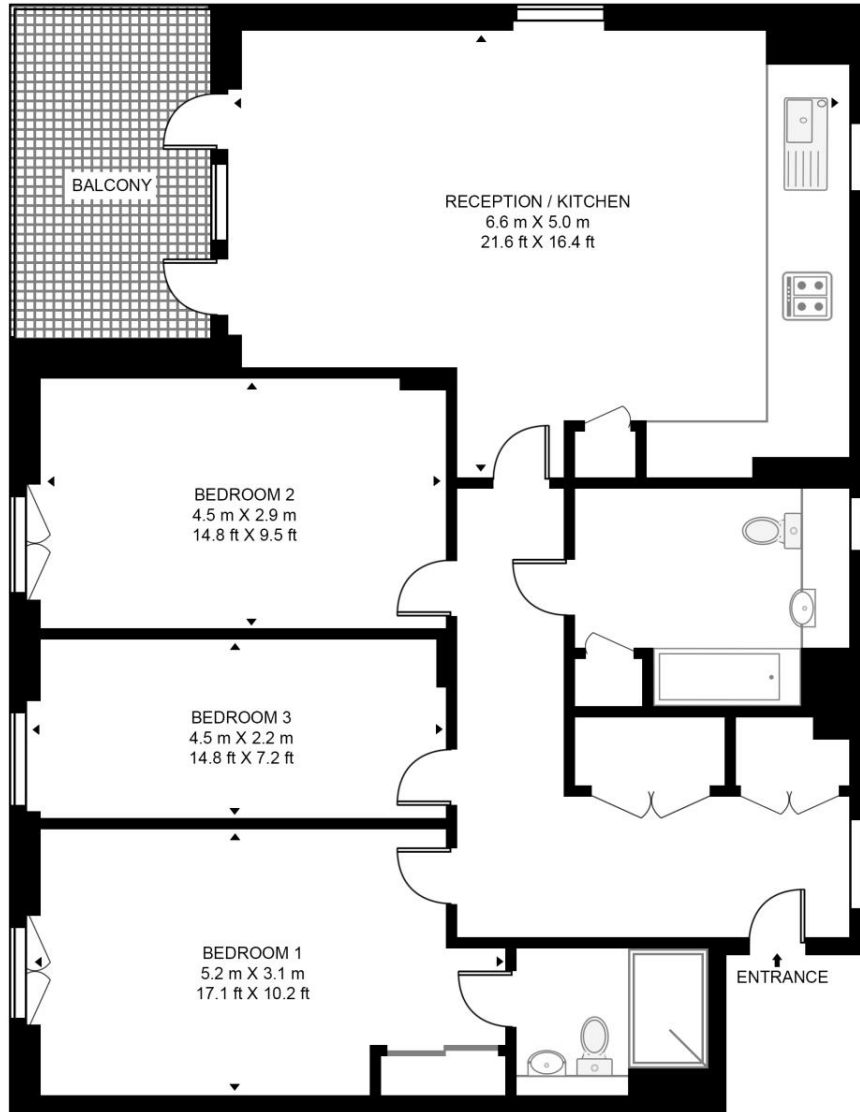 BALCONY
RECEPTION / KITCHEN
6.6 m X 5.0 m
21.6 ft X 16.4 ft
BEDROOM 2
4.5 m X 2.9 m
14.8 ft X 9.5 ft
BEDROOM 3
4.5 m X 2.2 m
14.8 ft X 7.2 ft
BEDROOM 1
5.2 m X 3.1 m
17.1 ft X 10.2 ft
ENTRANCE